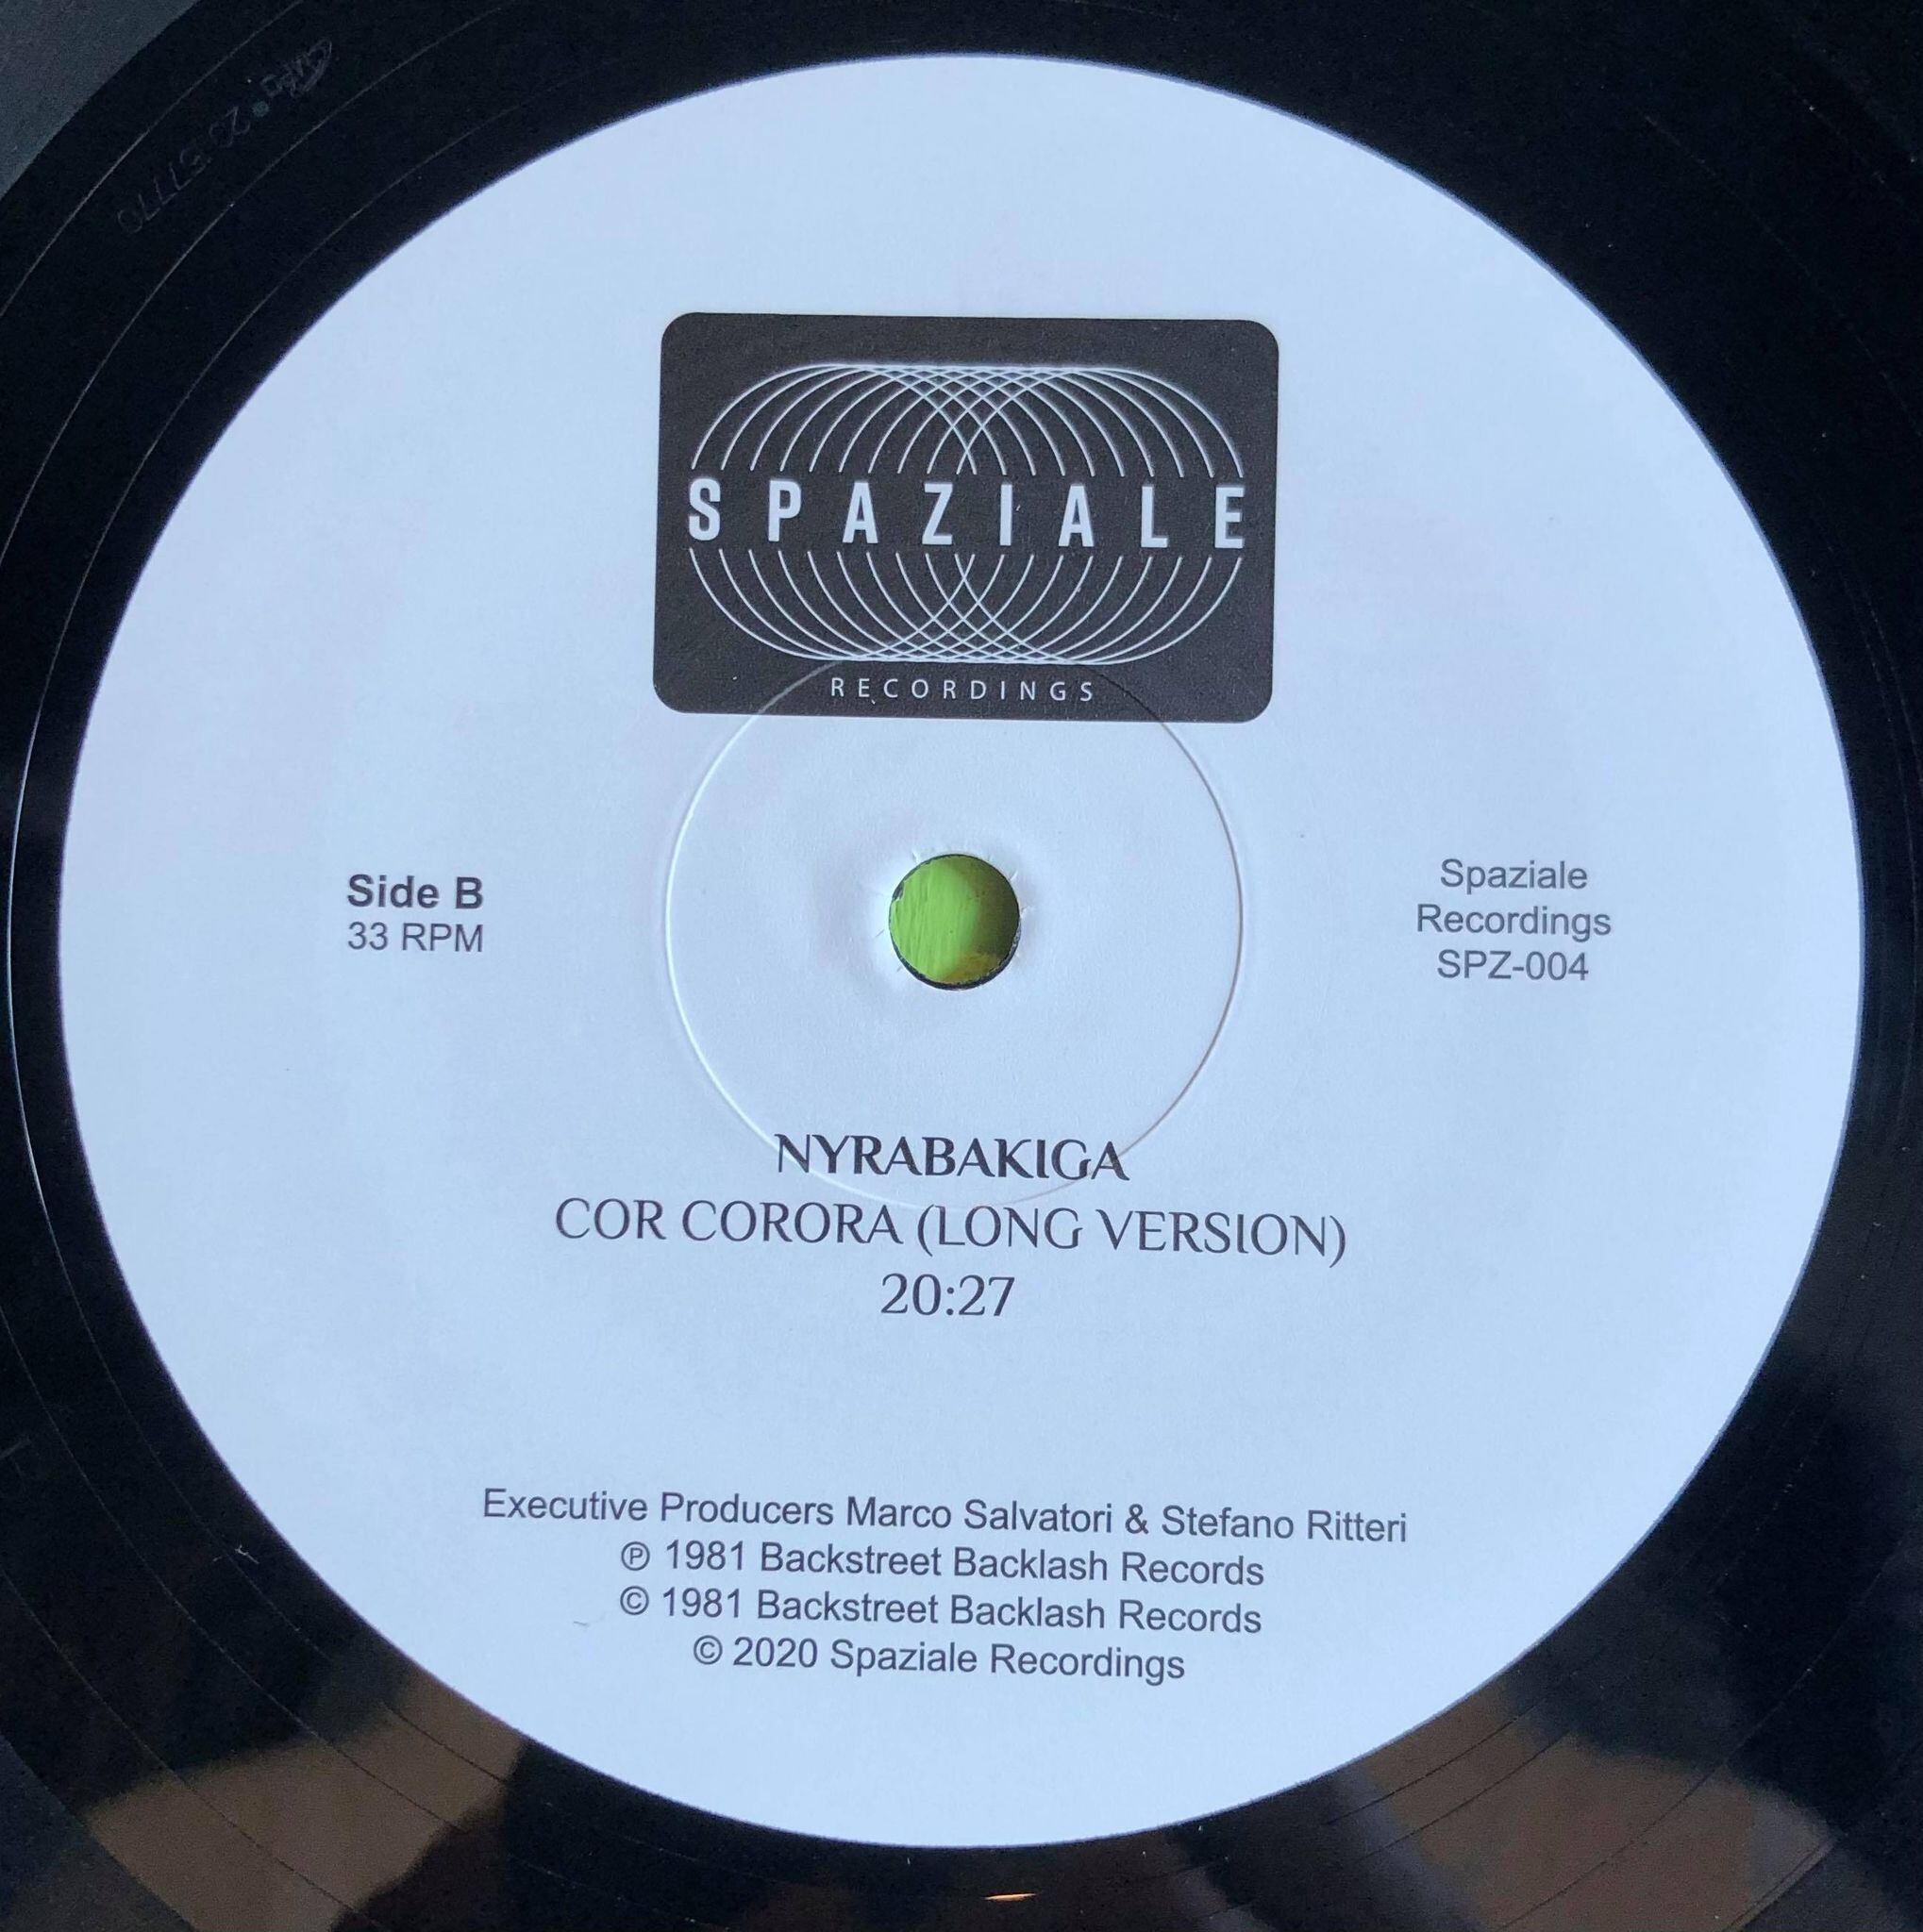 SPAZIALE
RECORDINGS
Side B
33 RPM
Spaziale
Recordings
SPZ-004
NYRABAKIGA
COR CORORA (LONG VERSION)
20:27
Executive Producers Marco Salvatori & Stefano Ritteri
℗ 1981 Backstreet Backlash Records
© 1981 Backstreet Backlash Records
© 2020 Spaziale Recordings